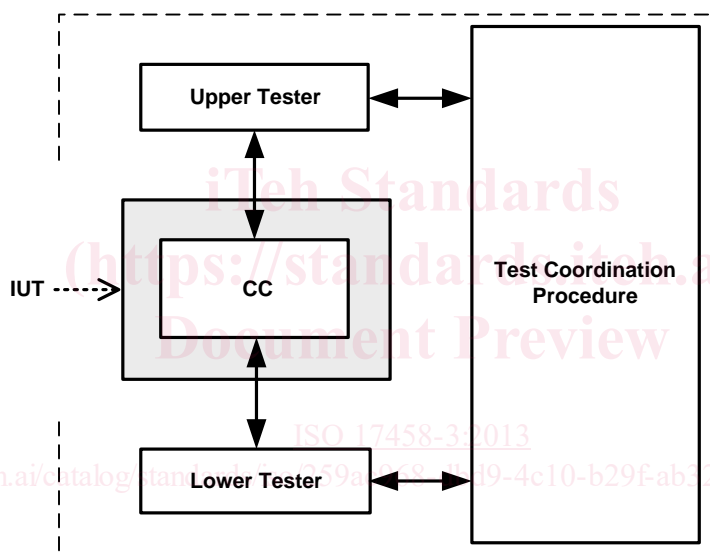 Upper Tester
iTeh Standards
(https://standards.iteh.a
IUT
CC
Test Coordination
Procedure
Document Preview
ISO 17458-3:2013
Lower Tester